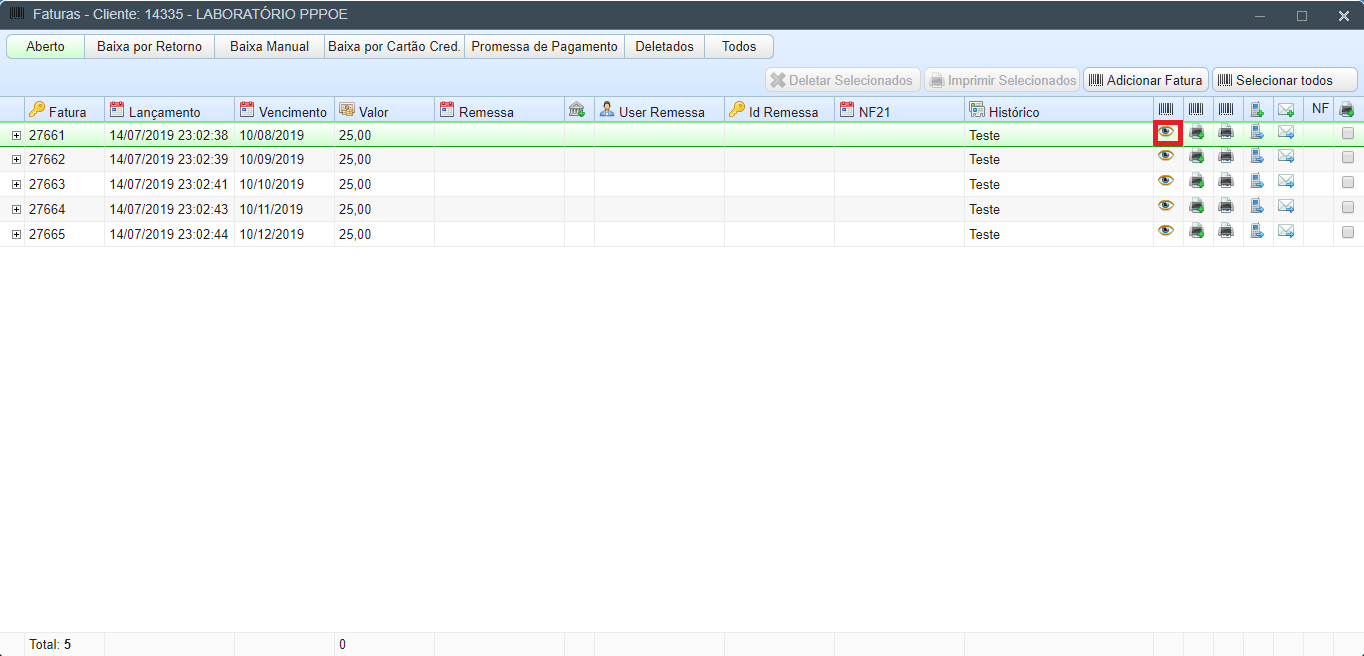 Faturas - Cliente: 14335 - LABORATÓRIO PPPOE
Aberto Baixa por Retorno Baixa Manual Baixa por Cartão Cred. Promessa de Pagamento Deletados Todos
Deletar Selecionados Imprimir Selecionados Adicionar Fatura Selecionar todos
Fatura Lançamento Vencimento Valor Remessa User Remessa Id Remessa NF21 Histórico NF
27661 14/07/2019 23:02:38 10/08/2019 25,00 Teste
27662 14/07/2019 23:02:39 10/09/2019 25,00 Teste
27663 14/07/2019 23:02:41 10/10/2019 25,00 Teste
27664 14/07/2019 23:02:43 10/11/2019 25,00 Teste
27665 14/07/2019 23:02:44 10/12/2019 25,00 Teste
Total: 5 0